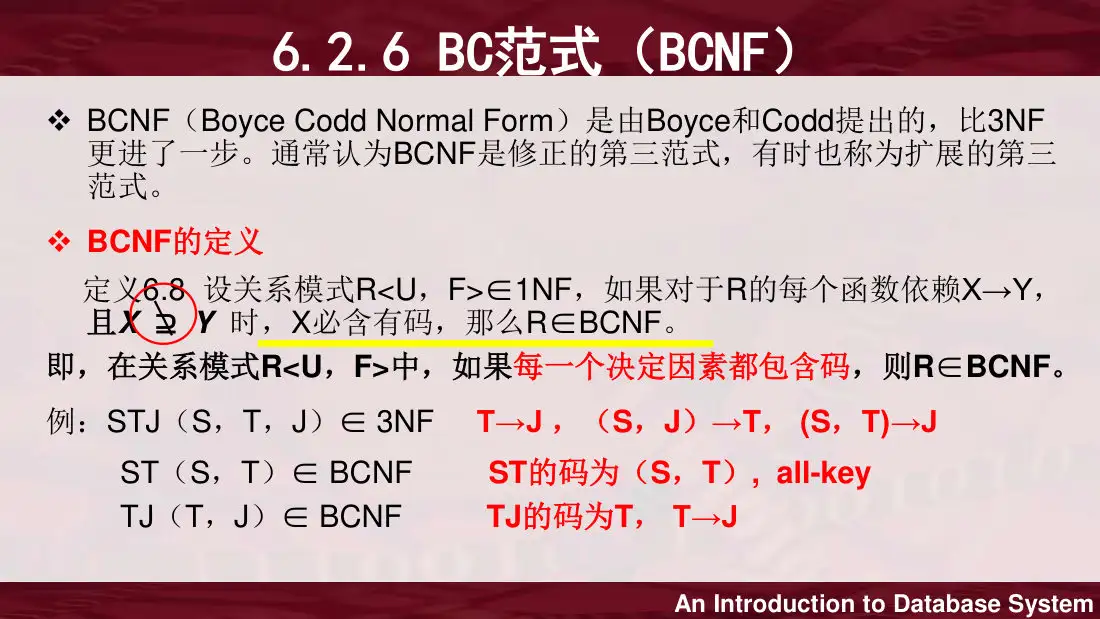 6.2.6 BC范式（BCNF）
❖ BCNF（Boyce Codd Normal Form）是由Boyce和Codd提出的，比3NF
更进了一步。通常认为BCNF是修正的第三范式，有时也称为扩展的第三
范式。
❖ BCNF的定义
定义6.8 设关系模式R<U，F>∈1NF，如果对于R的每个函数依赖X→Y，
且X ⊉ Y 时，X必含有码，那么R∈BCNF。
即，在关系模式R<U，F>中，如果每一个决定因素都包含码，则R∈BCNF。
例：STJ（S，T，J）∈ 3NF T→J ，（S，J）→T， (S，T)→J
ST（S，T）∈ BCNF ST的码为（S，T）, all-key
TJ（T，J）∈ BCNF TJ的码为T， T→J
An Introduction to Database System